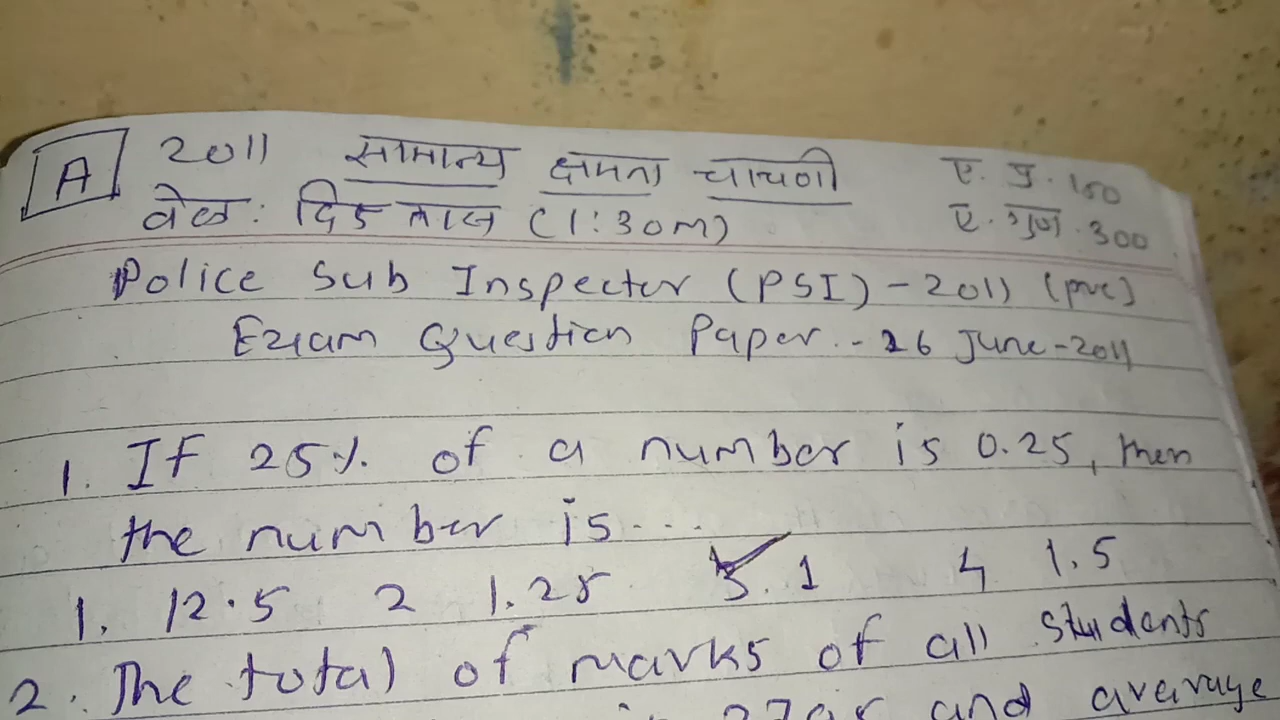 A 2011 सामान्य क्षमता चाचणी ए. प्र. 150
वेळ: दिड तास (1:30m) ए. गुण. 300
Police Sub Inspector (PSI) - 2011 (pre)
Exam Question Paper. - 26 June - 2011
1. If 25% of a number is 0.25, then
the number is...
1. 12.5 2 1.25 3. 1 4 1.5
2. The total of marks of all students
and average